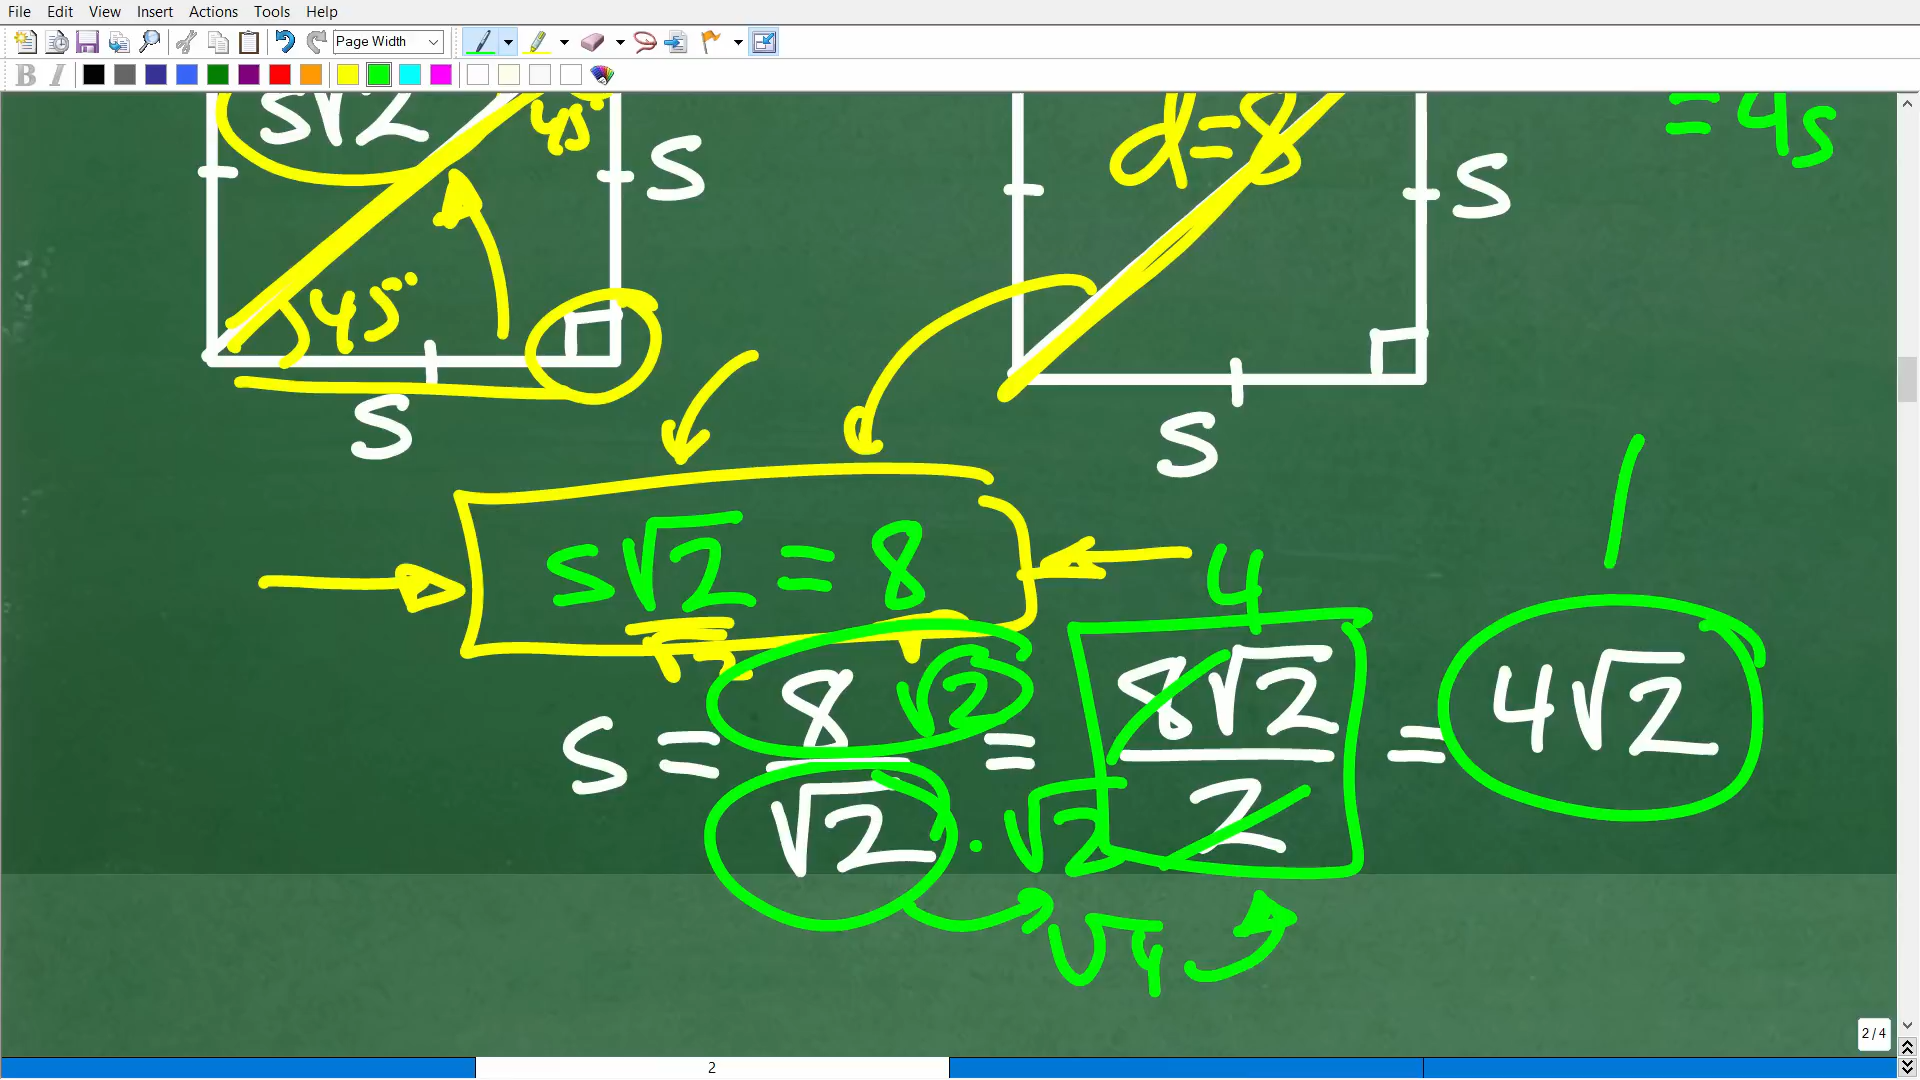 File Edit View Insert Actions Tools Help
Page Width
B I
s√2
45°
s
d=8
s
= 4s
45°
s
s
s√2 = 8
4
s = 8 √2 / √2 · √2 = 8√2 / 2 = 4√2
√4
2 / 4
2